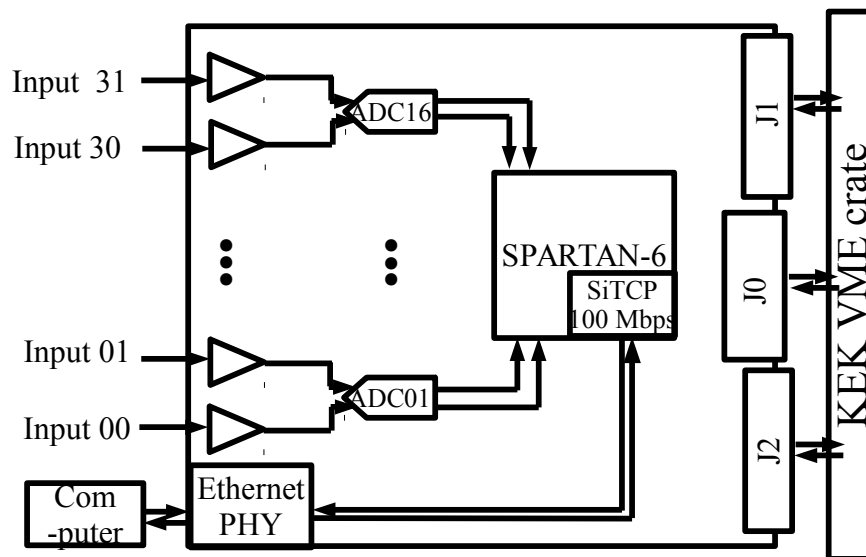 Input 31
ADC16
Input 30
J1
SPARTAN-6
SiTCP
100 Mbps
J0
KEK VME crate
Input 01
ADC01
Input 00
J2
Com
-puter
Ethernet
PHY